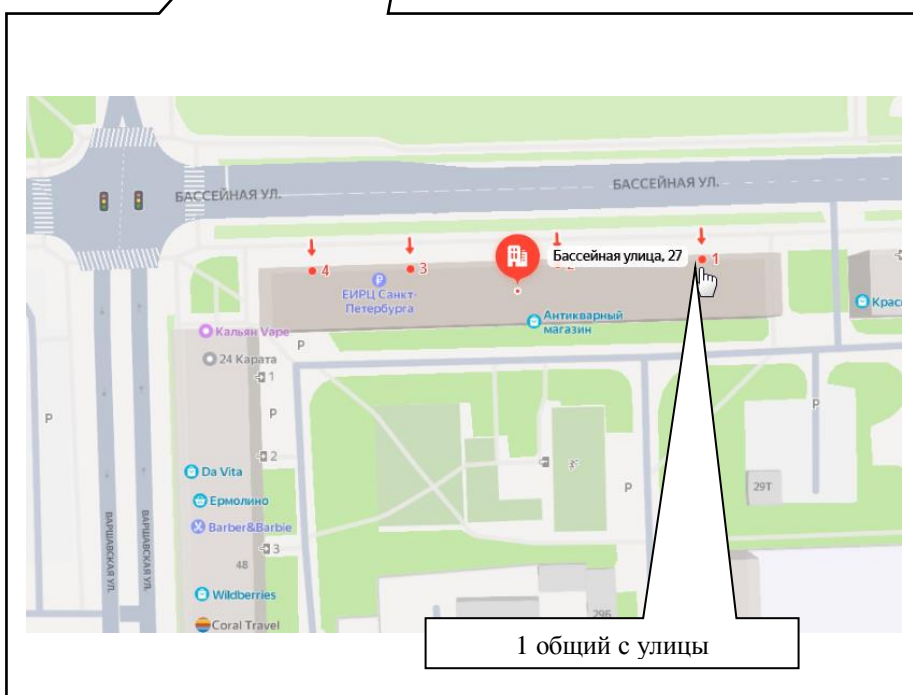 БАССЕЙНАЯ УЛ.
БАССЕЙНАЯ УЛ.
Бассейная улица, 27
4
3
1
ЕИРЦ Санкт-
Петербурга
Антикварный
магазин
Крас
Кальян Vape
P
24 Карата
1
P
P
P
2
Da Vita
P
29Т
Ермолино
Barber&Barbie
ВАРШАВСКАЯ УЛ.
ВАРШАВСКАЯ УЛ.
3
48
Wildberries
29Б
Coral Travel
1 общий с улицы